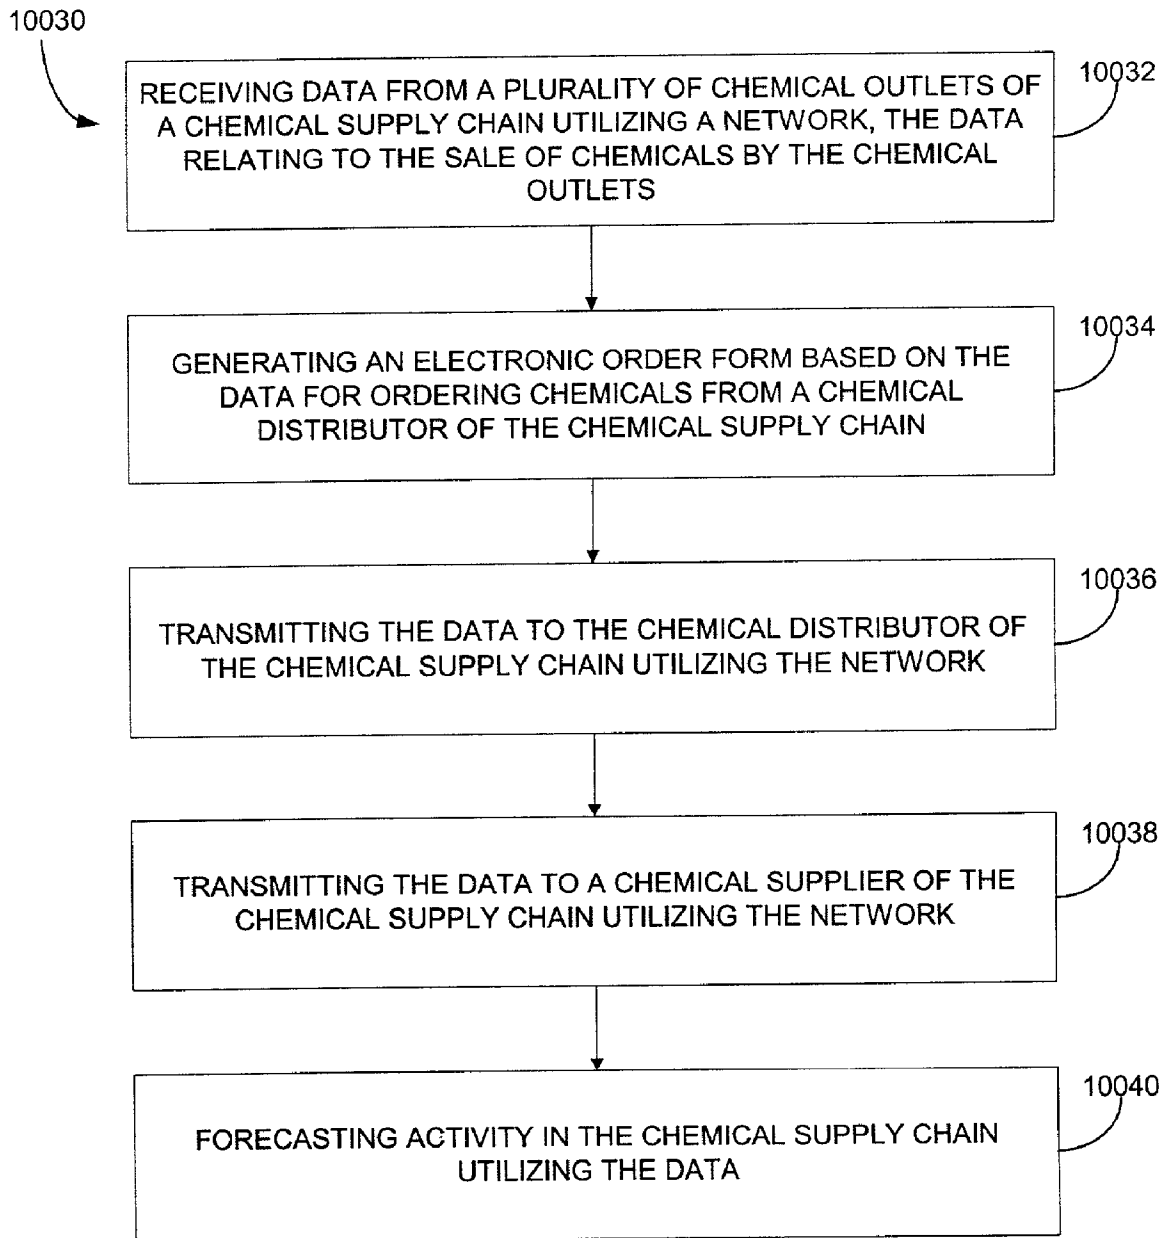 10030
RECEIVING DATA FROM A PLURALITY OF CHEMICAL OUTLETS OF
A CHEMICAL SUPPLY CHAIN UTILIZING A NETWORK, THE DATA
RELATING TO THE SALE OF CHEMICALS BY THE CHEMICAL
OUTLETS
10032
GENERATING AN ELECTRONIC ORDER FORM BASED ON THE
DATA FOR ORDERING CHEMICALS FROM A CHEMICAL
DISTRIBUTOR OF THE CHEMICAL SUPPLY CHAIN
10034
TRANSMITTING THE DATA TO THE CHEMICAL DISTRIBUTOR OF
THE CHEMICAL SUPPLY CHAIN UTILIZING THE NETWORK
10036
TRANSMITTING THE DATA TO A CHEMICAL SUPPLIER OF THE
CHEMICAL SUPPLY CHAIN UTILIZING THE NETWORK
10038
FORECASTING ACTIVITY IN THE CHEMICAL SUPPLY CHAIN
UTILIZING THE DATA
10040